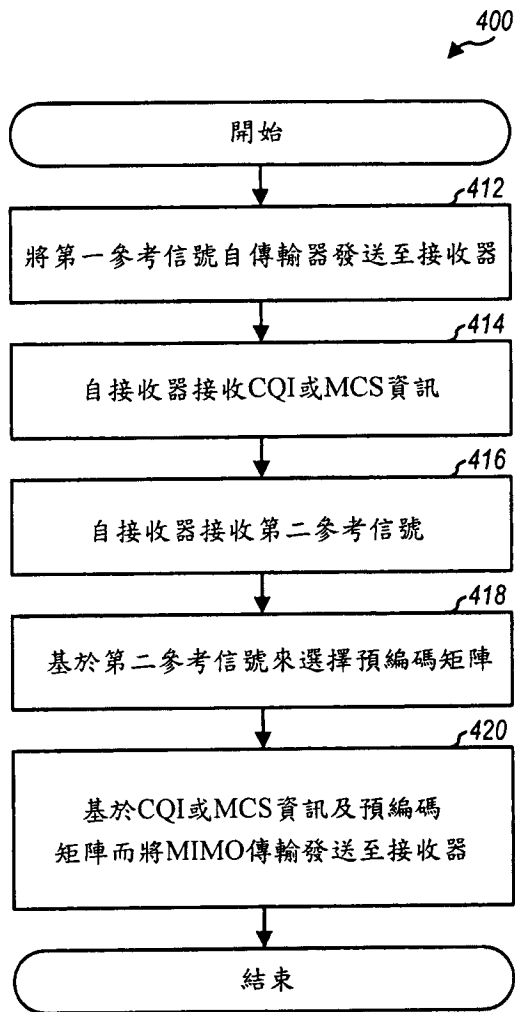 400
開始
412
將第一參考信號自傳輸器發送至接收器
414
自接收器接收CQI或MCS資訊
416
自接收器接收第二參考信號
418
基於第二參考信號來選擇預編碼矩陣
420
基於CQI或MCS資訊及預編碼
矩陣而將MIMO傳輸發送至接收器
結束